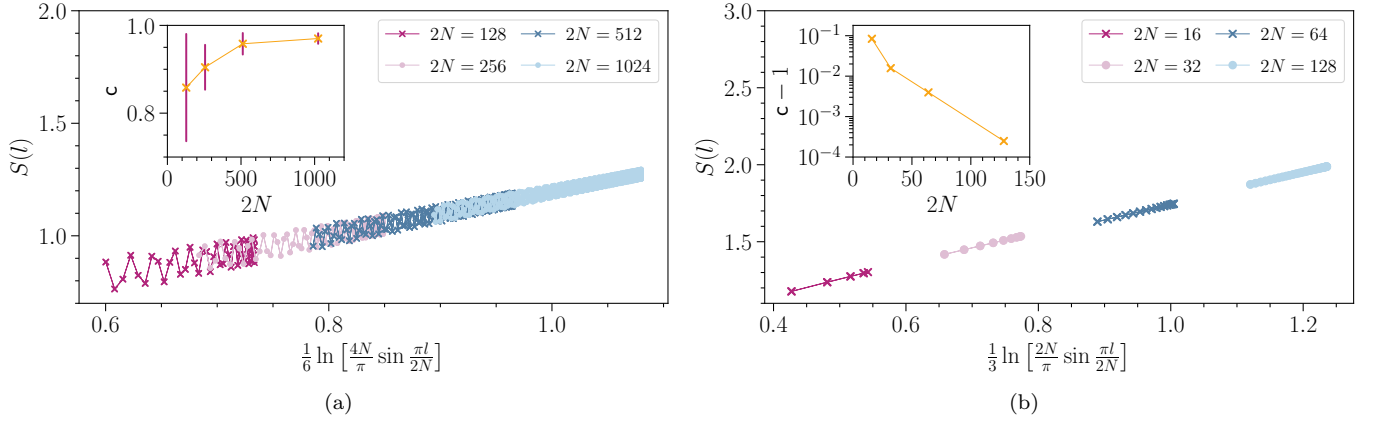 2.0
1.5
1.0
S(l)
1.0
0.8
c
0
500
1000
2N
2N = 128
2N = 256
2N = 512
2N = 1024
0.6
0.8
1.0
1/6 ln [4N/π sin πl/2N]
(a)
3.0
2.5
2.0
1.5
S(l)
10⁻¹
10⁻²
10⁻³
10⁻⁴
c − 1
0
50
100
150
2N
2N = 16
2N = 32
2N = 64
2N = 128
0.4
0.6
0.8
1.0
1.2
1/3 ln [2N/π sin πl/2N]
(b)